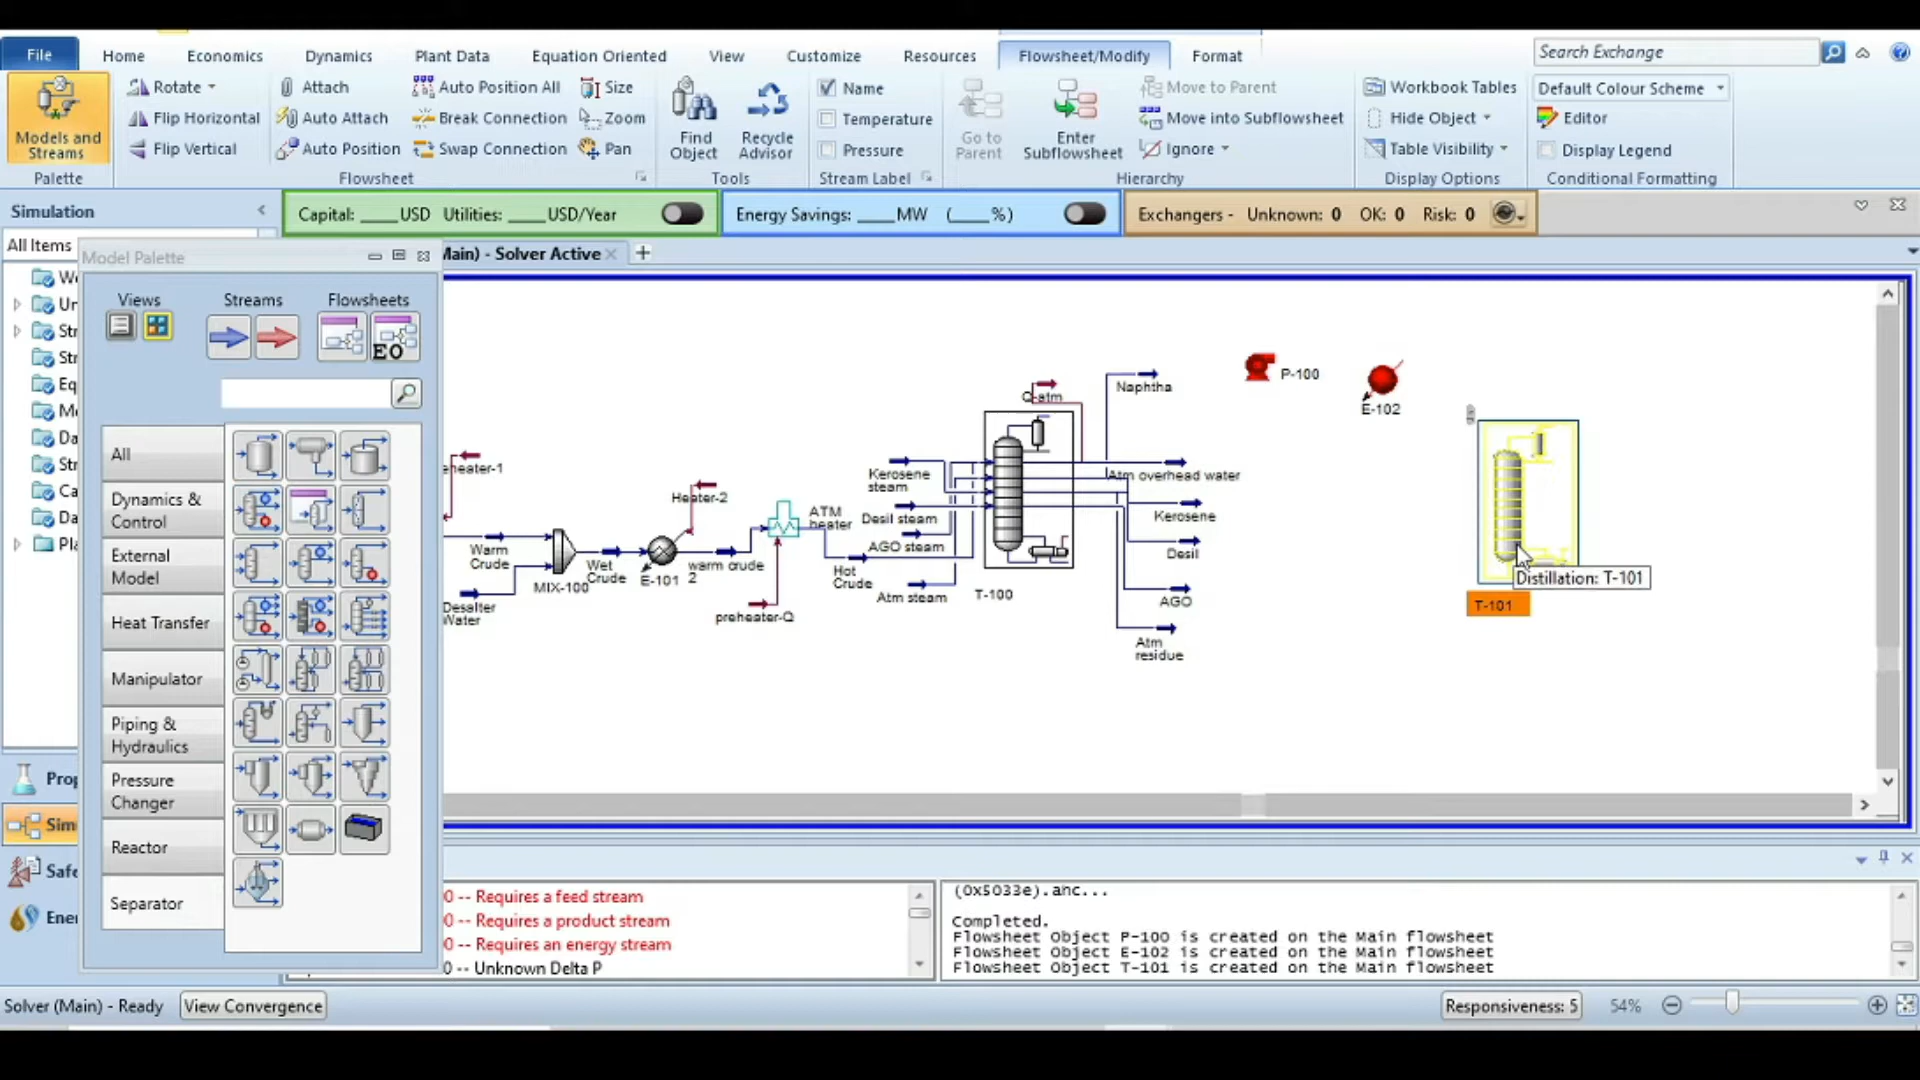 File
Home
Economics
Dynamics
Plant Data
Equation Oriented
View
Customize
Resources
Flowsheet/Modify
Format
Search Exchange
Models and
Streams
Palette
Rotate
Flip Horizontal
Flip Vertical
Attach
Auto Attach
Auto Position
Auto Position All
Break Connection
Swap Connection
Size
Zoom
Pan
Flowsheet
Find
Object
Recycle
Advisor
Tools
Name
Temperature
Pressure
Stream Label
Go to
Parent
Enter
Subflowsheet
Move to Parent
Move into Subflowsheet
Ignore
Hierarchy
Workbook Tables
Hide Object
Table Visibility
Display Options
Default Colour Scheme
Editor
Display Legend
Conditional Formatting
Simulation
Capital: ____USD Utilities: ____USD/Year
Energy Savings: ____MW (____%)
Exchangers - Unknown: 0 OK: 0 Risk: 0
All Items
Main) - Solver Active
Model Palette
Views
Streams
Flowsheets
EO
All
Dynamics &
Control
External
Model
Heat Transfer
Manipulator
Piping &
Hydraulics
Pressure
Changer
Reactor
Separator
eheater-1
Warm
Crude
Desalter
Water
MIX-100
Wet
Crude
E-101
Heater-2
warm crude
2
preheater-Q
ATM
heater
Hot
Crude
Kerosene
steam
Desil steam
AGO steam
Atm steam
T-100
Q-atm
Naphtha
Atm overhead water
Kerosene
Desil
AGO
Atm
residue
P-100
E-102
Distillation: T-101
T-101
0 -- Requires a feed stream
0 -- Requires a product stream
0 -- Requires an energy stream
0 -- Unknown Delta P
(0x5033e).ahc...
Completed.
Flowsheet Object P-100 is created on the Main flowsheet
Flowsheet Object E-102 is created on the Main flowsheet
Flowsheet Object T-101 is created on the Main flowsheet
Solver (Main) - Ready
View Convergence
Responsiveness: 5
54%